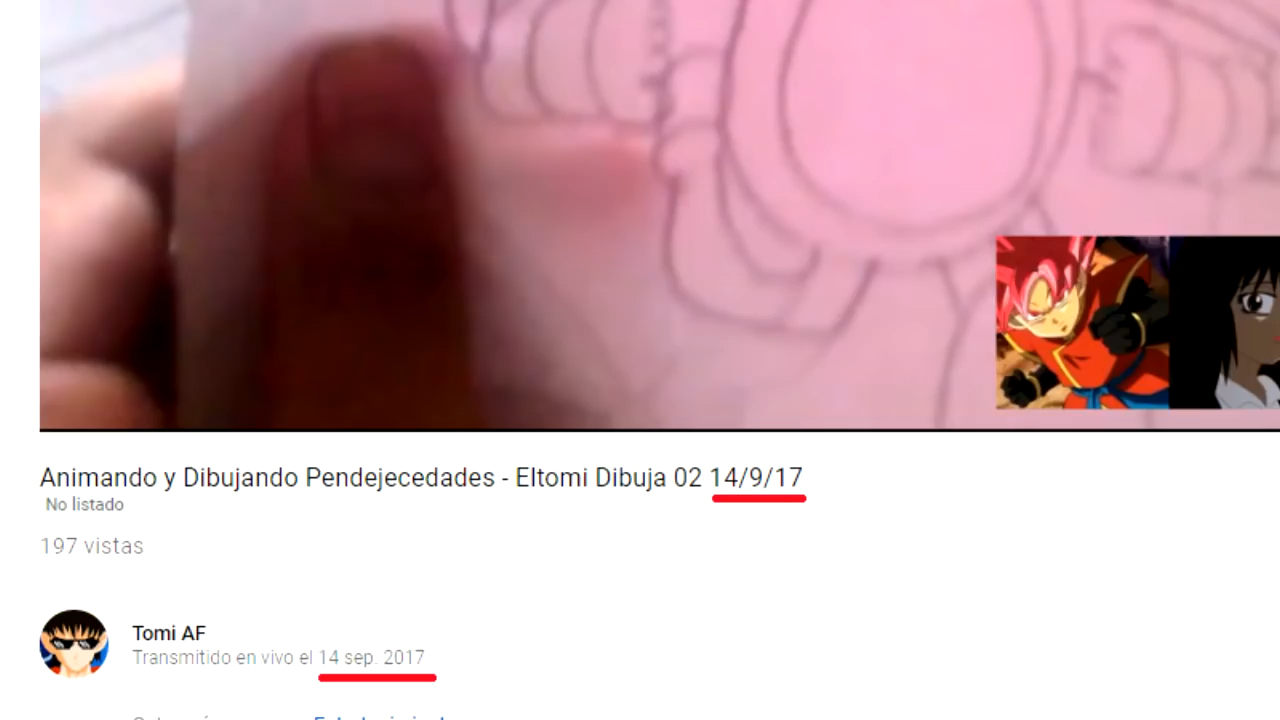 Animando y Dibujando Pendejecedades - Eltomi Dibuja 02 14/9/17
No listado
197 vistas
Tomi AF
Transmitido en vivo el 14 sep. 2017